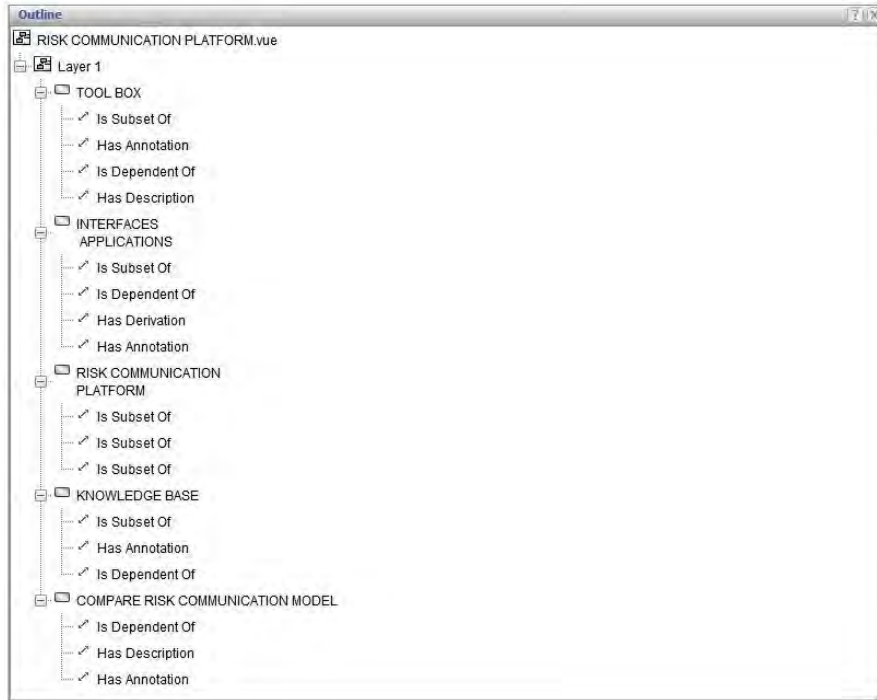 Outline
RISK COMMUNICATION PLATFORM.vue
Layer 1
TOOL BOX
Is Subset Of
Has Annotation
Is Dependent Of
Has Description
INTERFACES
APPLICATIONS
Is Subset Of
Is Dependent Of
Has Derivation
Has Annotation
RISK COMMUNICATION
PLATFORM
Is Subset Of
Is Subset Of
Is Subset Of
KNOWLEDGE BASE
Is Subset Of
Has Annotation
Is Dependent Of
COMPARE RISK COMMUNICATION MODEL
Is Dependent Of
Has Description
Has Annotation